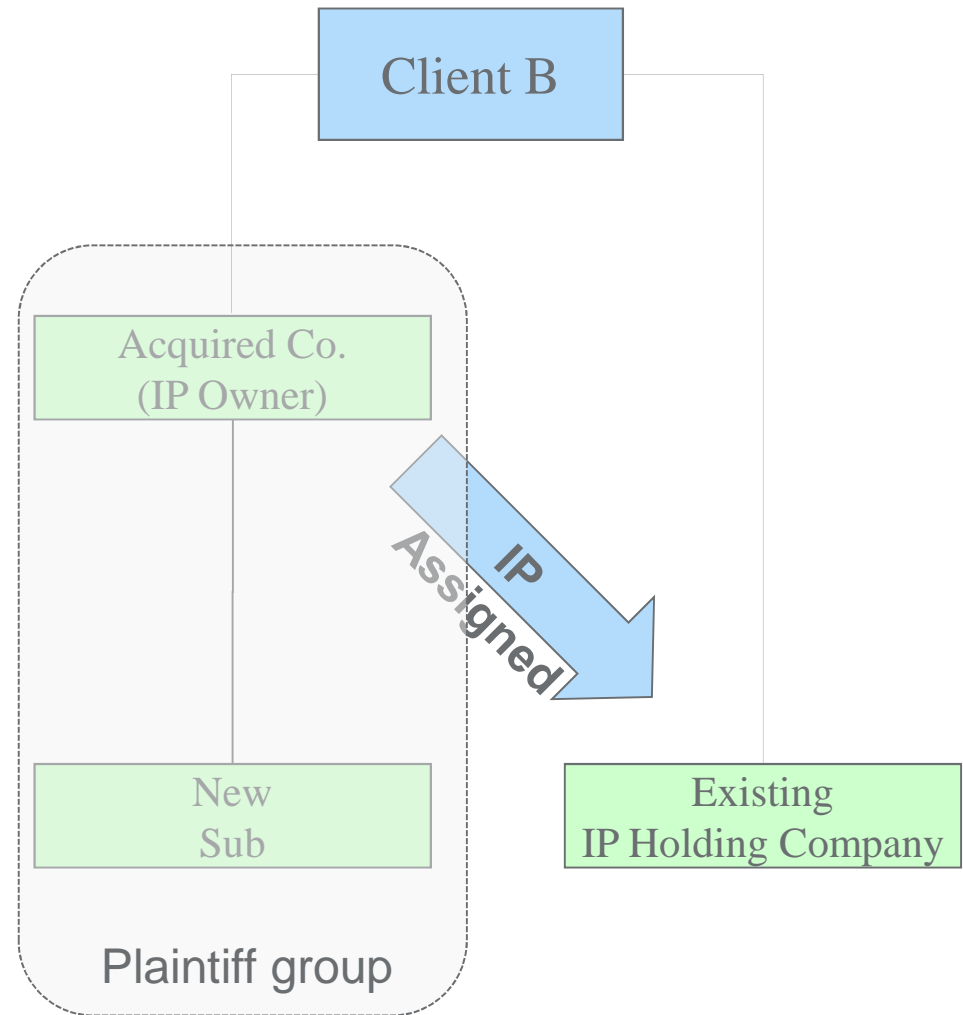 Client B
Acquired Co.
(IP Owner)
IP
Assigned
New
Sub
Existing
IP Holding Company
Plaintiff group